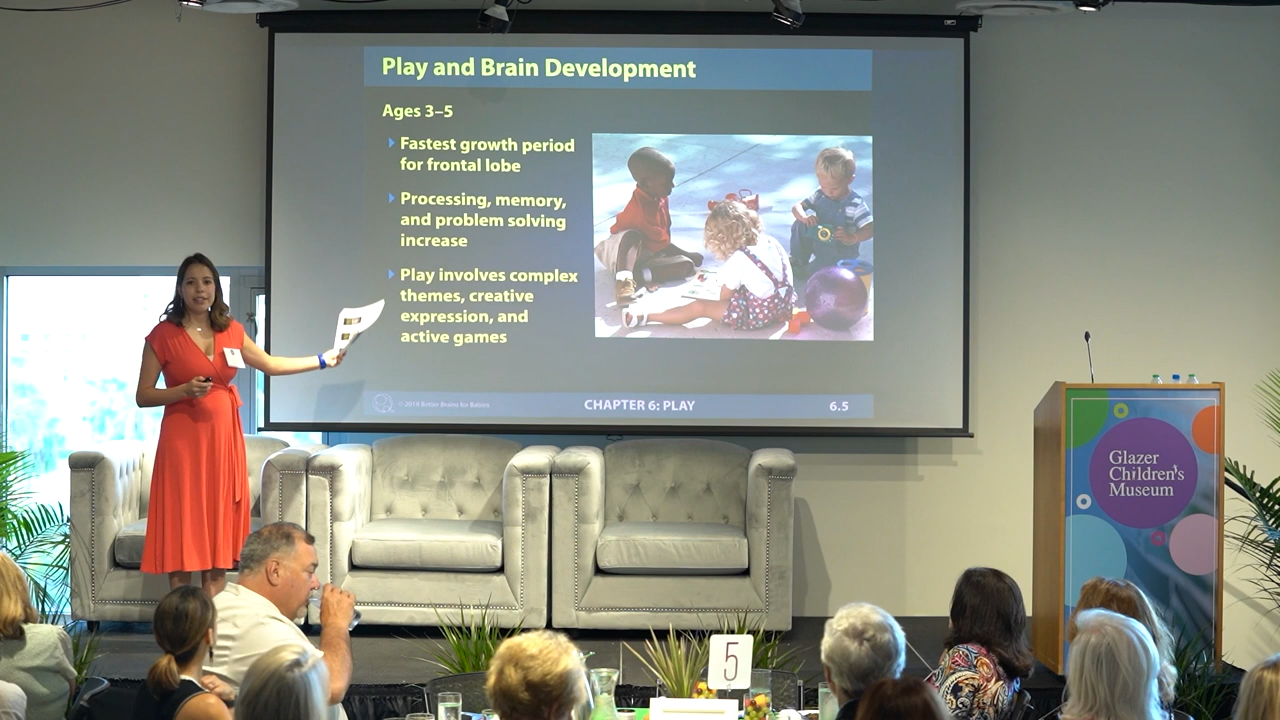 Play and Brain Development
Ages 3–5
Fastest growth period
for frontal lobe
Processing, memory,
and problem solving
increase
Play involves complex
themes, creative
expression, and
active games
© 2018 Better Brains for Babies
CHAPTER 6: PLAY
6.5
Glazer
Children's
Museum
5